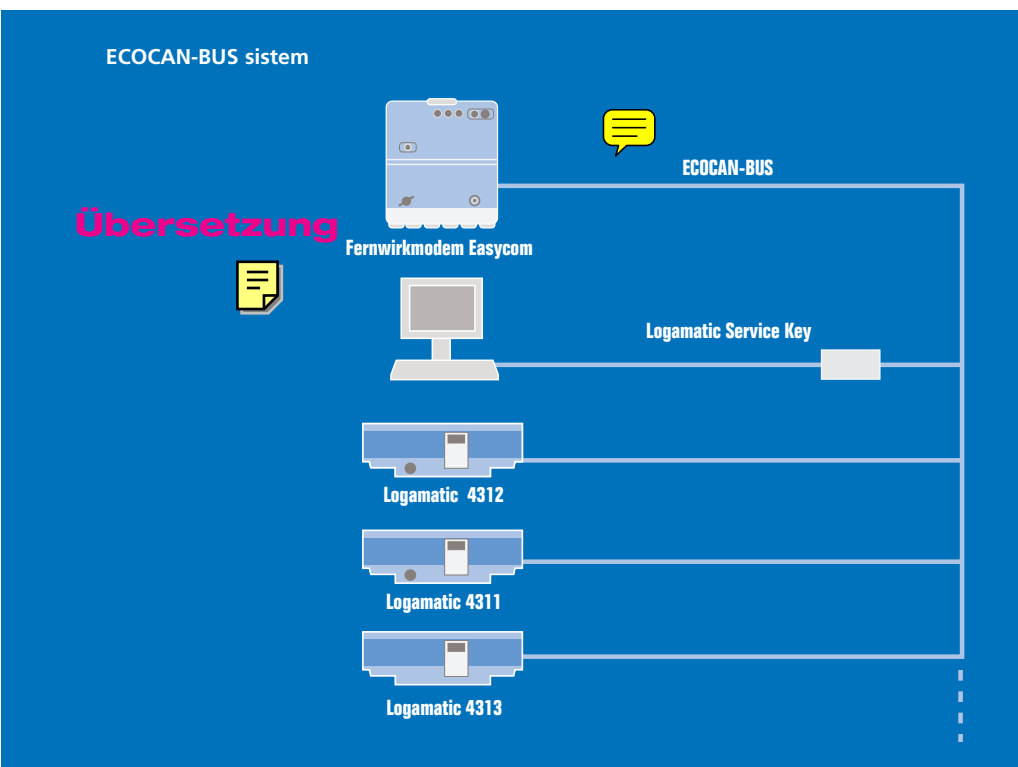 ECOCAN-BUS sistem
ECOCAN-BUS
Übersetzung
Fernwirkmodem Easycom
Logamatic Service Key
Logamatic 4312
Logamatic 4311
Logamatic 4313